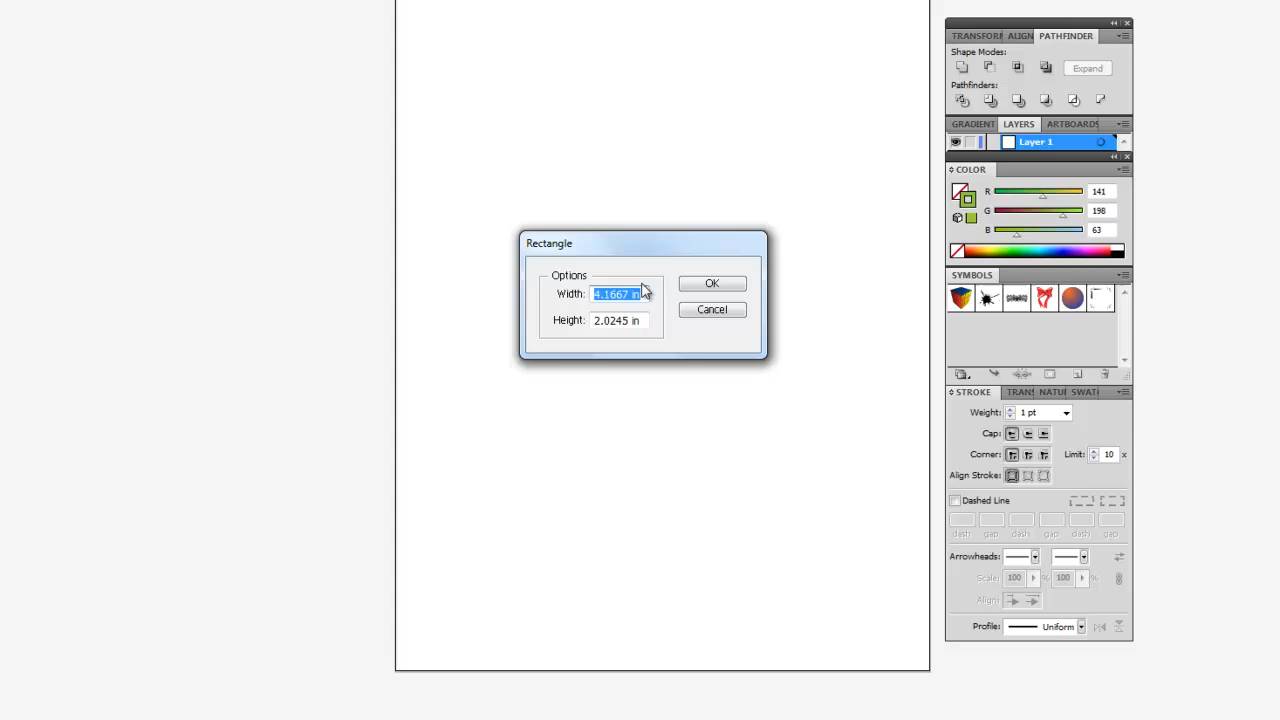 TRANSFORM ALIGN PATHFINDER
Shape Modes:
Expand
Pathfinders:
GRADIENT LAYERS ARTBOARDS
Layer 1
COLOR
R 141
G 198
B 63
Rectangle
Options
Width: 4.1667 in
Height: 2.0245 in
OK
Cancel
SYMBOLS
STROKE TRANS NATU SWAT
Weight: 1 pt
Cap:
Corner: Limit: 10 x
Align Stroke:
Dashed Line
dash gap dash gap dash gap
Arrowheads:
Scale: 100 % 100 %
Align:
Profile: Uniform